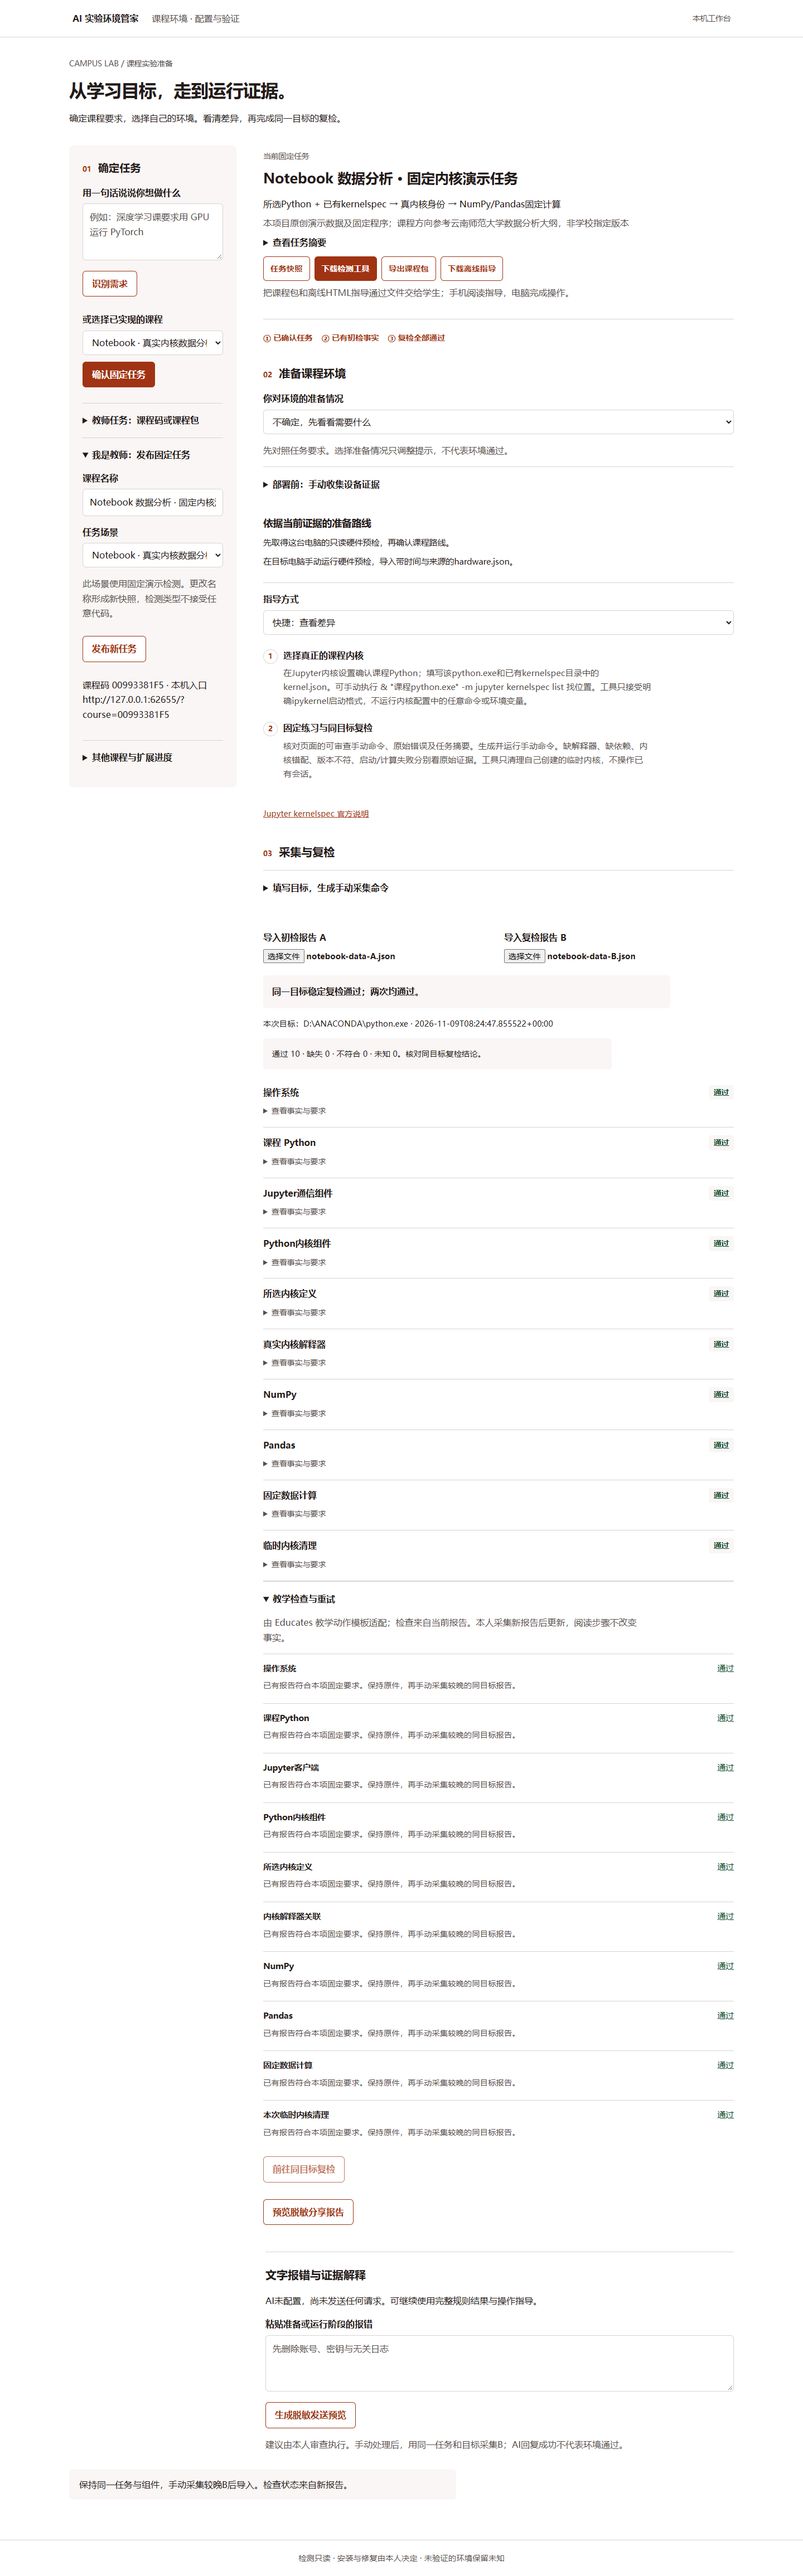 AI 实验环境管家 课程环境 · 配置与验证 本机工作台
CAMPUS LAB / 课程实验准备
从学习目标，走到运行证据。
确定课程要求，选择自己的环境。看清差异，再完成同一目标的复检。
01 确定任务
用一句话说说你想做什么
例如：深度学习课要求用 GPU
运行 PyTorch
识别需求
或选择已实现的课程
Notebook · 真实内核数据分析
确认固定任务
教师任务：课程码或课程包
我是教师：发布固定任务
课程名称
Notebook 数据分析 · 固定内核
任务场景
Notebook · 真实内核数据分析
此场景使用固定演示检测。更改名
称形成新快照，检测类型不接受任
意代码。
发布新任务
课程码 00993381F5 · 本机入口
http://127.0.0.1:62655/?
course=00993381F5
其他课程与扩展进度
当前固定任务
Notebook 数据分析 · 固定内核演示任务
所选Python + 已有kernelspec → 真内核身份 → NumPy/Pandas固定计算
本项目原创演示数据及固定程序；课程方向参考云南师范大学数据分析大纲，非学校指定版本
查看任务摘要
任务快照 下载检测工具 导出课程包 下载离线指导
把课程包和离线HTML指导通过文件交给学生；手机阅读指导，电脑完成操作。
① 已确认任务 ② 已有初检事实 ③ 复检全部通过
02 准备课程环境
你对环境的准备情况
不确定，先看看需要什么
先对照任务要求。选择准备情况只调整提示，不代表环境通过。
部署前：手动收集设备证据
依据当前证据的准备路线
先取得这台电脑的只读硬件预检，再确认课程路线。
在目标电脑手动运行硬件预检，导入带时间与来源的hardware.json。
指导方式
快捷：查看差异
1 选择真正的课程内核
在Jupyter内核设置确认课程Python；填写该python.exe和已有kernelspec目录中的
kernel.json。可手动执行 & "课程python.exe" -m jupyter kernelspec list 找位置。工具只接受明
确ipykernel启动格式，不运行内核配置中的任意命令或环境变量。
2 固定练习与同目标复检
核对页面的可审查手动命令、原始错误及任务摘要。生成并运行手动命令。缺解释器、缺依赖、内
核错配、版本不符、启动/计算失败分别看原始证据。工具只清理自己创建的临时内核，不操作已
有会话。
Jupyter kernelspec 官方说明
03 采集与复检
填写目标，生成手动采集命令
导入初检报告 A 导入复检报告 B
选择文件 notebook-data-A.json 选择文件 notebook-data-B.json
同一目标稳定复检通过；两次均通过。
本次目标：D:\ANACONDA\python.exe · 2026-11-09T08:24:47.855522+00:00
通过 10 · 缺失 0 · 不符合 0 · 未知 0。核对同目标复检结论。
操作系统 通过
查看事实与要求
课程 Python 通过
查看事实与要求
Jupyter通信组件 通过
查看事实与要求
Python内核组件 通过
查看事实与要求
所选内核定义 通过
查看事实与要求
真实内核解释器 通过
查看事实与要求
NumPy 通过
查看事实与要求
Pandas 通过
查看事实与要求
固定数据计算 通过
查看事实与要求
临时内核清理 通过
查看事实与要求
教学检查与重试
由 Educates 教学动作模板适配；检查来自当前报告。本人采集新报告后更新，阅读步骤不改变
事实。
操作系统 通过
已有报告符合本项固定要求。保持原件，再手动采集较晚的同目标报告。
课程Python 通过
已有报告符合本项固定要求。保持原件，再手动采集较晚的同目标报告。
Jupyter客户端 通过
已有报告符合本项固定要求。保持原件，再手动采集较晚的同目标报告。
Python内核组件 通过
已有报告符合本项固定要求。保持原件，再手动采集较晚的同目标报告。
所选内核定义 通过
已有报告符合本项固定要求。保持原件，再手动采集较晚的同目标报告。
内核解释器关联 通过
已有报告符合本项固定要求。保持原件，再手动采集较晚的同目标报告。
NumPy 通过
已有报告符合本项固定要求。保持原件，再手动采集较晚的同目标报告。
Pandas 通过
已有报告符合本项固定要求。保持原件，再手动采集较晚的同目标报告。
固定数据计算 通过
已有报告符合本项固定要求。保持原件，再手动采集较晚的同目标报告。
本次临时内核清理 通过
已有报告符合本项固定要求。保持原件，再手动采集较晚的同目标报告。
前往同目标复检
预览脱敏分享报告
文字报错与证据解释
AI未配置，尚未发送任何请求。可继续使用完整规则结果与操作指导。
粘贴准备或运行阶段的报错
先删除账号、密钥与无关日志
生成脱敏发送预览
建议由本人审查执行。手动处理后，用同一任务和目标采集B；AI回复成功不代表环境通过。
保持同一任务与组件，手动采集较晚B后导入。检查状态来自新报告。
检测只读 · 安装与修复由本人决定 · 未验证的环境保留未知